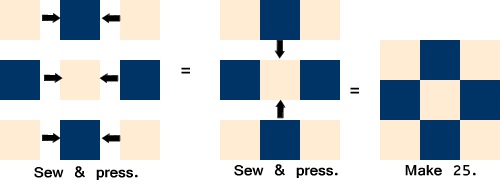 =
=
Sew & press.
Sew & press.
Make 25.